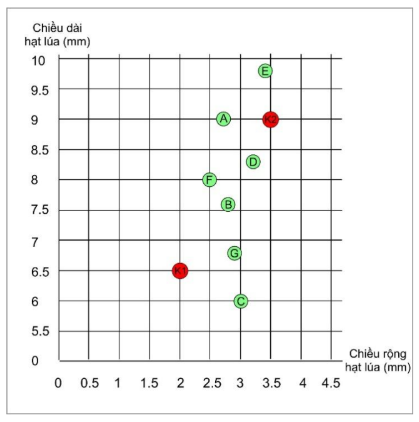 Chiều dài
hạt lúa (mm)
10
E
9.5
9
A
K2
8.5
D
8
F
7.5
B
7
G
6.5
K1
6
C
5.5
0
Chiều rộng
hạt lúa (mm)
0 0.5 1 1.5 2 2.5 3 3.5 4 4.5